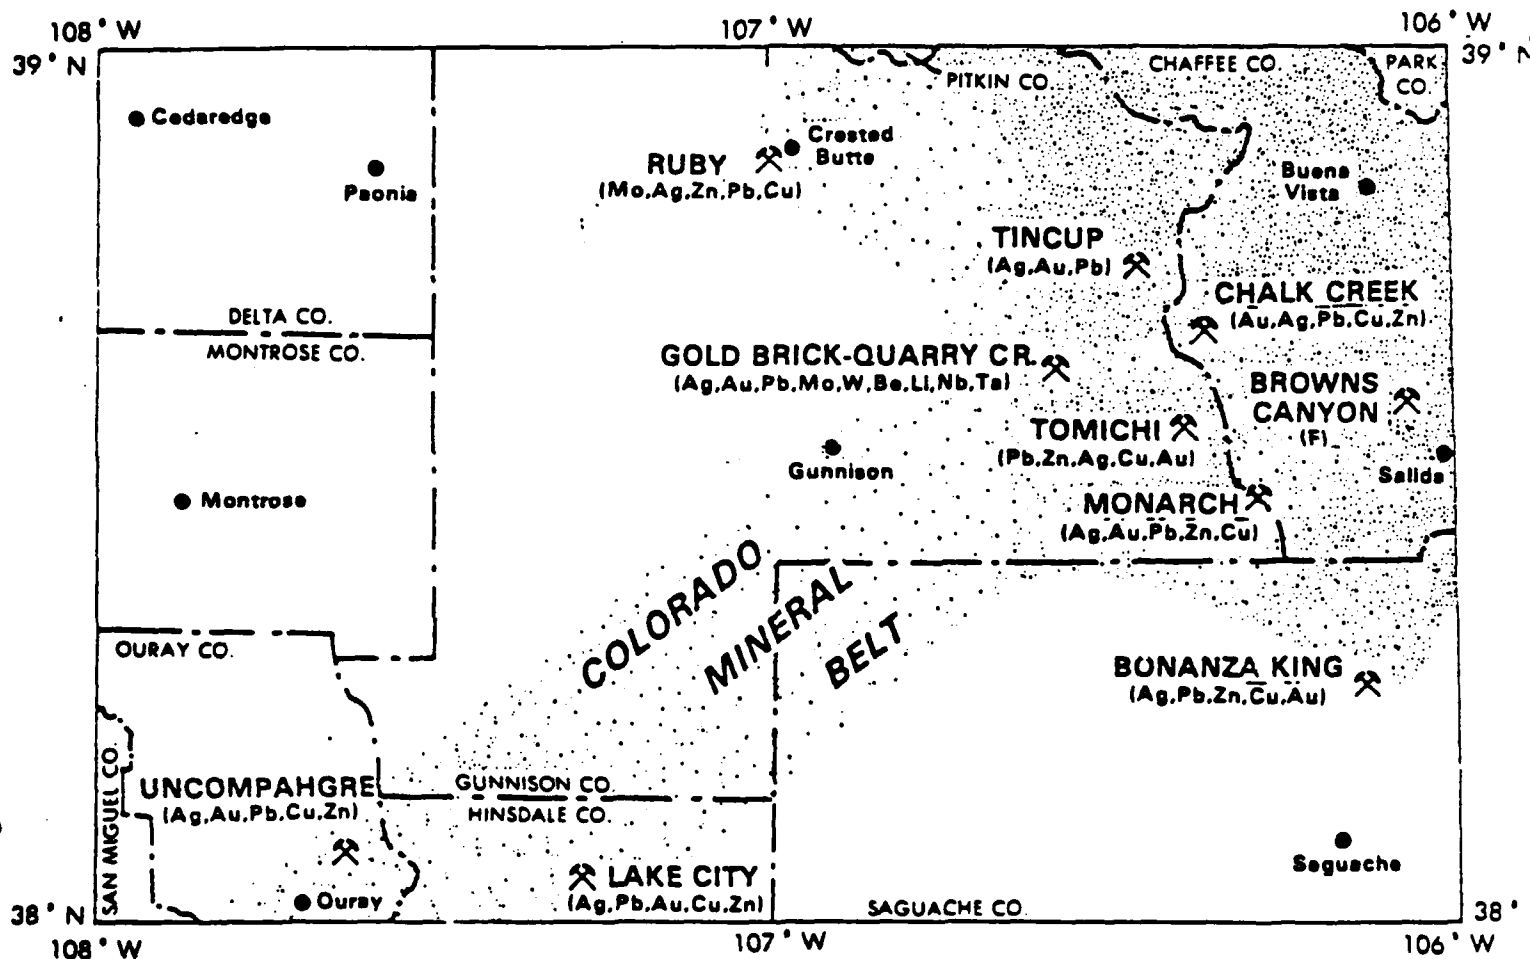 108° W
107° W
106° W
39° N
39° N
CHAFFEE CO.
PARK
CO.
PITKIN CO.
Cedaredge
Crested
Butte
RUBY
(Mo,Ag,Zn,Pb,Cu)
Paonia
Buena
Vista
TINCUP
(Ag,Au,Pb)
CHALK CREEK
(Au,Ag,Pb,Cu,Zn)
DELTA CO.
MONTROSE CO.
GOLD BRICK-QUARRY CR.
(Ag,Au,Pb,Mo,W,Be,Li,Nb,Ta)
BROWNS
CANYON
(F)
TOMICHI
(Pb,Zn,Ag,Cu,Au)
Gunnison
Salida
Montrose
MONARCH
(Ag,Au,Pb,Zn,Cu)
COLORADO
MINERAL
BELT
OURAY CO.
BONANZA KING
(Ag,Pb,Zn,Cu,Au)
SAN MIGUEL CO.
UNCOMPAHGRE
(Ag,Au,Pb,Cu,Zn)
GUNNISON CO.
HINSDALE CO.
LAKE CITY
(Ag,Pb,Au,Cu,Zn)
Ouray
Saguache
SAGUACHE CO.
38° N
38°
108° W
107° W
106° W